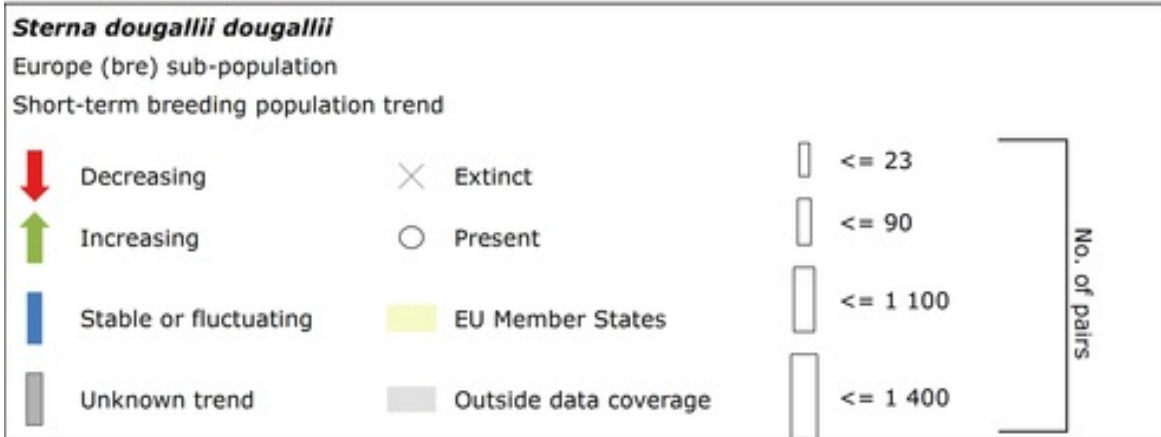 Sterna dougallii dougallii
Europe (bre) sub-population
Short-term breeding population trend
Decreasing
Extinct
<= 23
Increasing
Present
<= 90
Stable or fluctuating
EU Member States
<= 1 100
Unknown trend
Outside data coverage
<= 1 400
No. of pairs